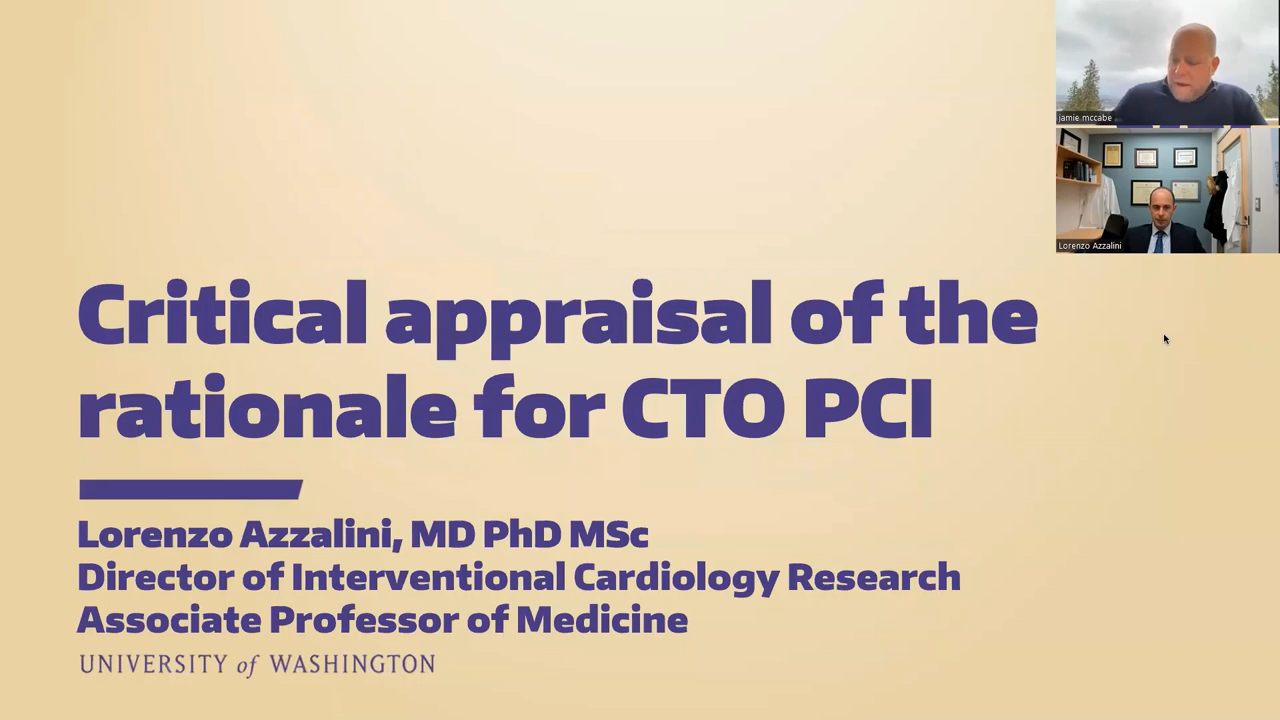 jamie mccabe
Lorenzo Azzalini
Critical appraisal of the
rationale for CTO PCI
Lorenzo Azzalini, MD PhD MSc
Director of Interventional Cardiology Research
Associate Professor of Medicine
UNIVERSITY of WASHINGTON